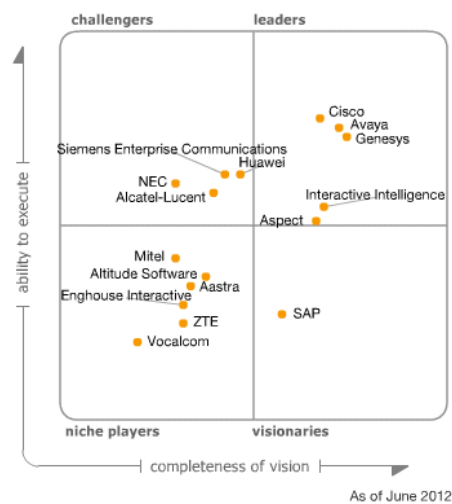 challengers
leaders
Cisco
Avaya
Genesys
Siemens Enterprise Communications
Huawei
NEC
Alcatel-Lucent
Interactive Intelligence
Aspect
ability to execute
Mitel
Altitude Software
Aastra
Enghouse Interactive
ZTE
SAP
Vocalcom
niche players
visionaries
completeness of vision
As of June 2012